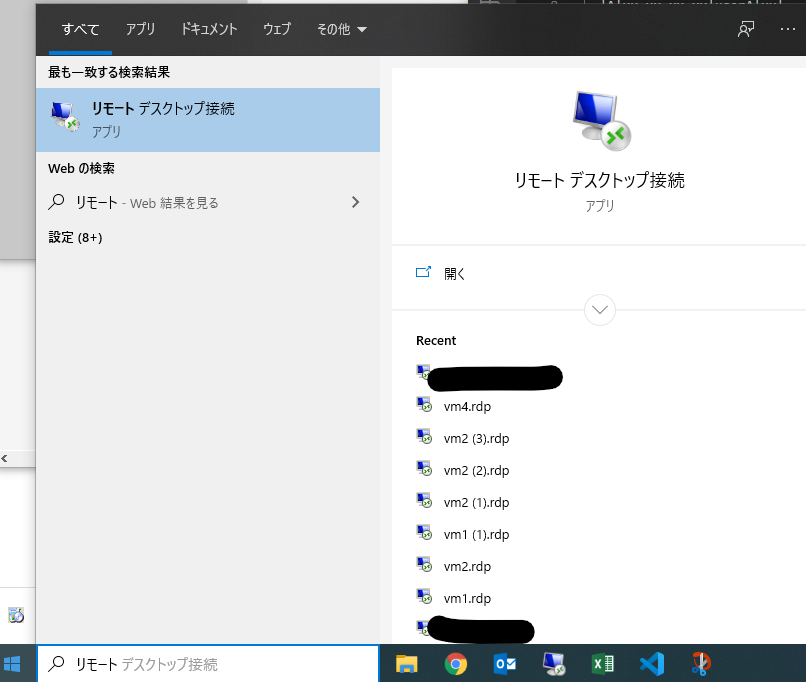 すべて アプリ ドキュメント ウェブ その他
最も一致する検索結果
リモート デスクトップ接続
アプリ
Web の検索
リモート - Web 結果を見る
設定 (8+)
リモート デスクトップ接続
アプリ
開く
Recent
vm4.rdp
vm2 (3).rdp
vm2 (2).rdp
vm2 (1).rdp
vm1 (1).rdp
vm2.rdp
vm1.rdp
リモート デスクトップ接続